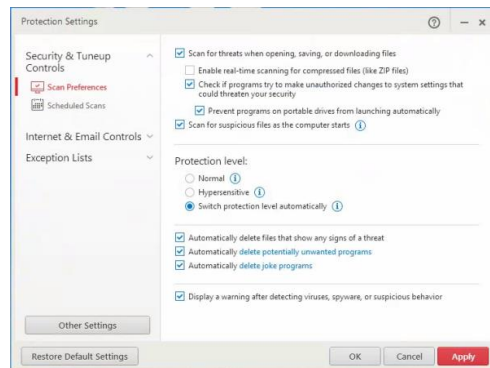 Protection Settings
Security & Tuneup
Controls
Scan Preferences
Scheduled Scans
Internet & Email Controls
Exception Lists
Other Settings
Scan for threats when opening, saving, or downloading files
Enable real-time scanning for compressed files (like ZIP files)
Check if programs try to make unauthorized changes to system settings that
could threaten your security
Prevent programs on portable drives from launching automatically
Scan for suspicious files as the computer starts
Protection level:
Normal
Hypersensitive
Switch protection level automatically
Automatically delete files that show any signs of a threat
Automatically delete potentially unwanted programs
Automatically delete joke programs
Display a warning after detecting viruses, spyware, or suspicious behavior
Restore Default Settings
OK
Cancel
Apply